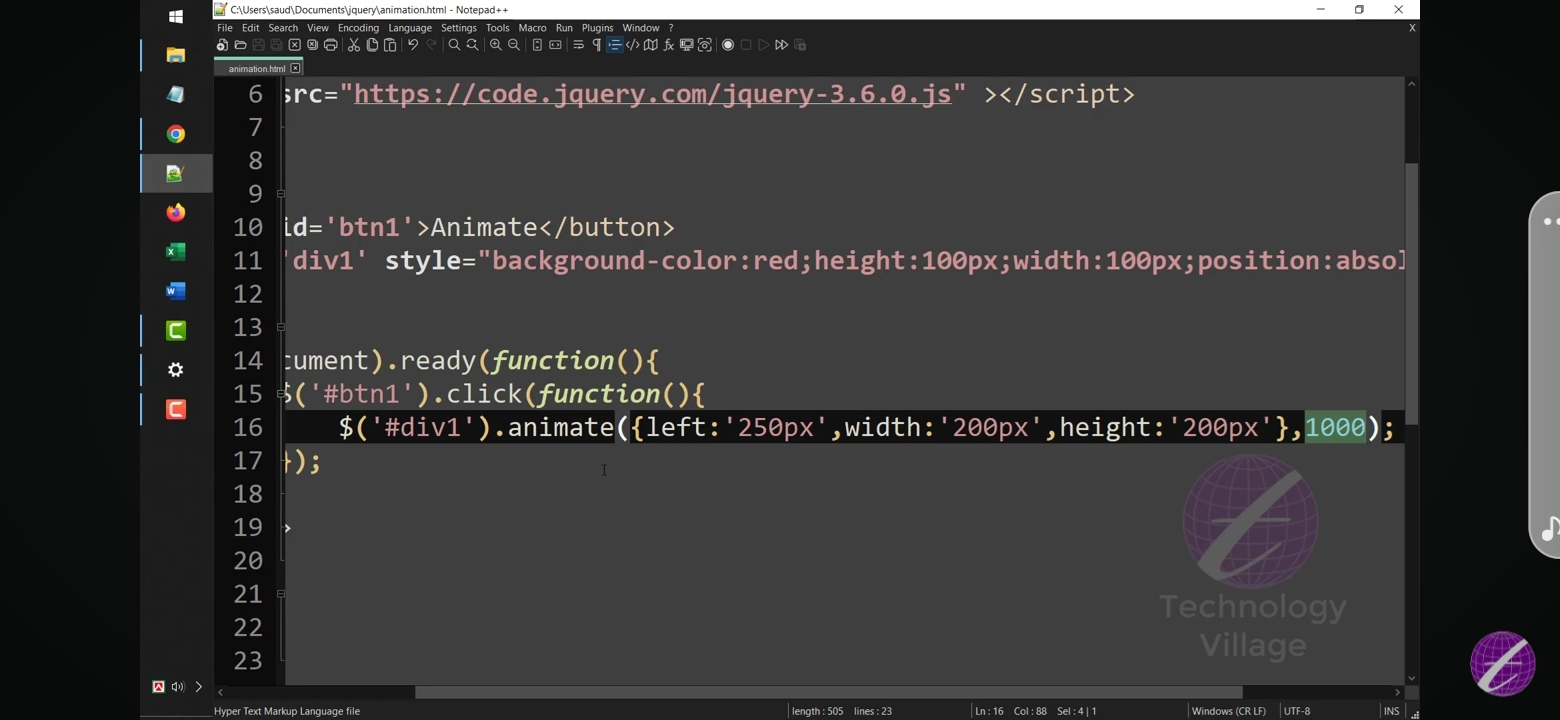 C:\Users\saud\Documents\jquery\animation.html - Notepad++
File Edit Search View Encoding Language Settings Tools Macro Run Plugins Window ? X
animation.html
6 src="https://code.jquery.com/jquery-3.6.0.js" ></script>
7
8
9
10 id='btn1'>Animate</button>
11 'div1' style="background-color:red;height:100px;width:100px;position:absol
12
13
14 cument).ready(function(){
15 $('#btn1').click(function(){
16 $('#div1').animate({left:'250px',width:'200px',height:'200px'},1000);
17 });
18
19 >
20
21
22
23
Technology
Village
Hyper Text Markup Language file length : 505 lines : 23 Ln : 16 Col : 88 Sel : 4 | 1 Windows (CR LF) UTF-8 INS